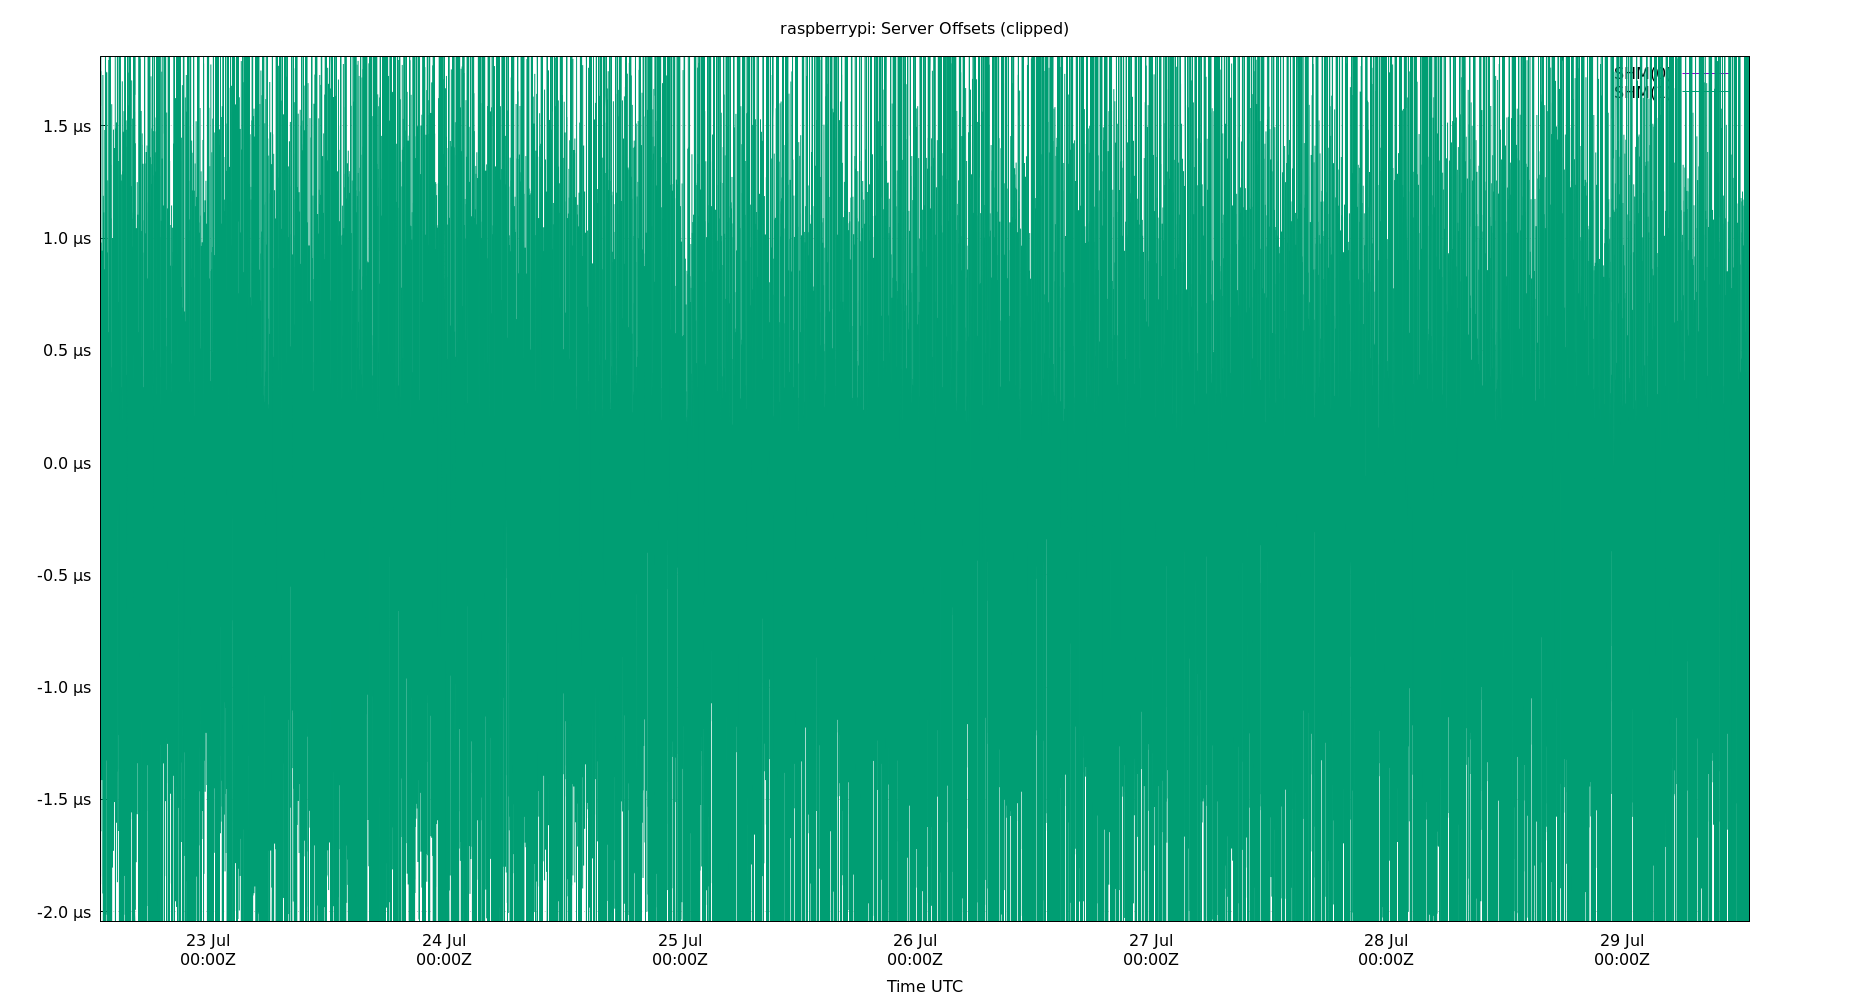 raspberrypi: Server Offsets (clipped)
SHM(0)
SHM(
1.5 µs
1.0 µs
0.5 µs
0.0 µs
-0.5 µs
-1.0 µs
-1.5 µs
-2.0 µs
23 Jul 24 Jul 25 Jul 26 Jul 27 Jul 28 Jul 29 Jul
00:00Z 00:00Z 00:00Z 00:00Z 00:00Z 00:00Z 00:00Z
Time UTC